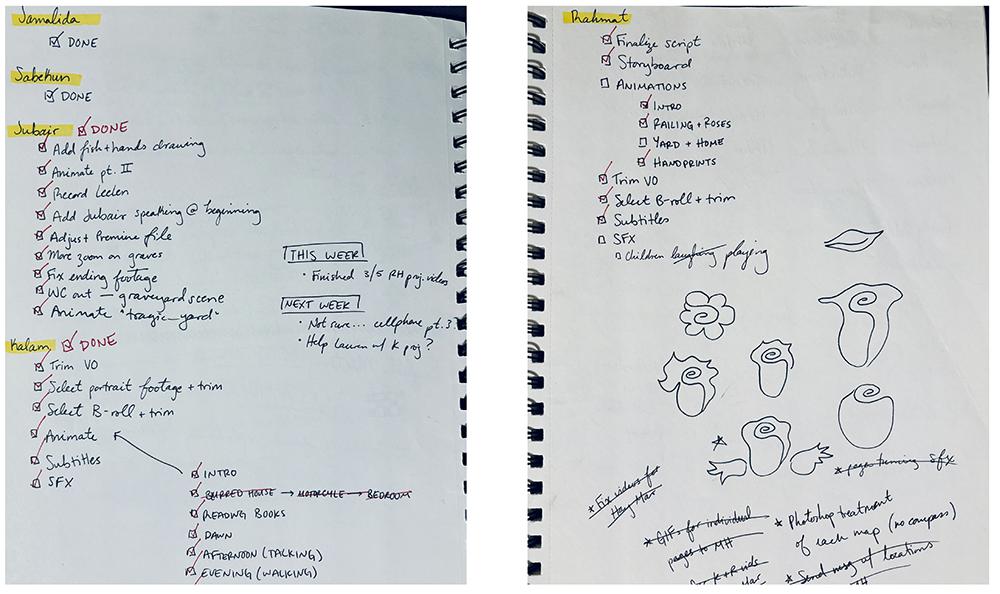 Jamalida
DONE
Sabekun
DONE
Jubair DONE
Add fish+hands drawing
Animate pt. II
Record Leelen
Add Jubair speaking @ beginning
Adjust Premiere file
More zoom on graves
Fix ending footage
WC out — graveyard scene
Animate "tragic_yard"
THIS WEEK
· Finished 3/5 RH proj. videos
NEXT WEEK
· Not sure... cellphone pt. 3?
· Help Lauren w/ K proj?
Kalam DONE
Trim VO
Select portrait footage + trim
Select B-roll + trim
Animate
Subtitles
SFX
INTRO
→ MOTORCYCLE → BEDROOM
READING BOOKS
DAWN
AFTERNOON (TALKING)
EVENING (WALKING)
Rahmat
Finalize script
Storyboard
ANIMATIONS
INTRO
RAILING + ROSES
YARD + HOME
HANDPRINTS
Trim VO
Select B-roll + trim
Subtitles
SFX
Children laughing playing
* page turning SFX
* Fix videos for
Hay Mar
* GIFs for individual
pages to MH
* Photoshop treatment
of each map (no compass)
* Send msg of locations